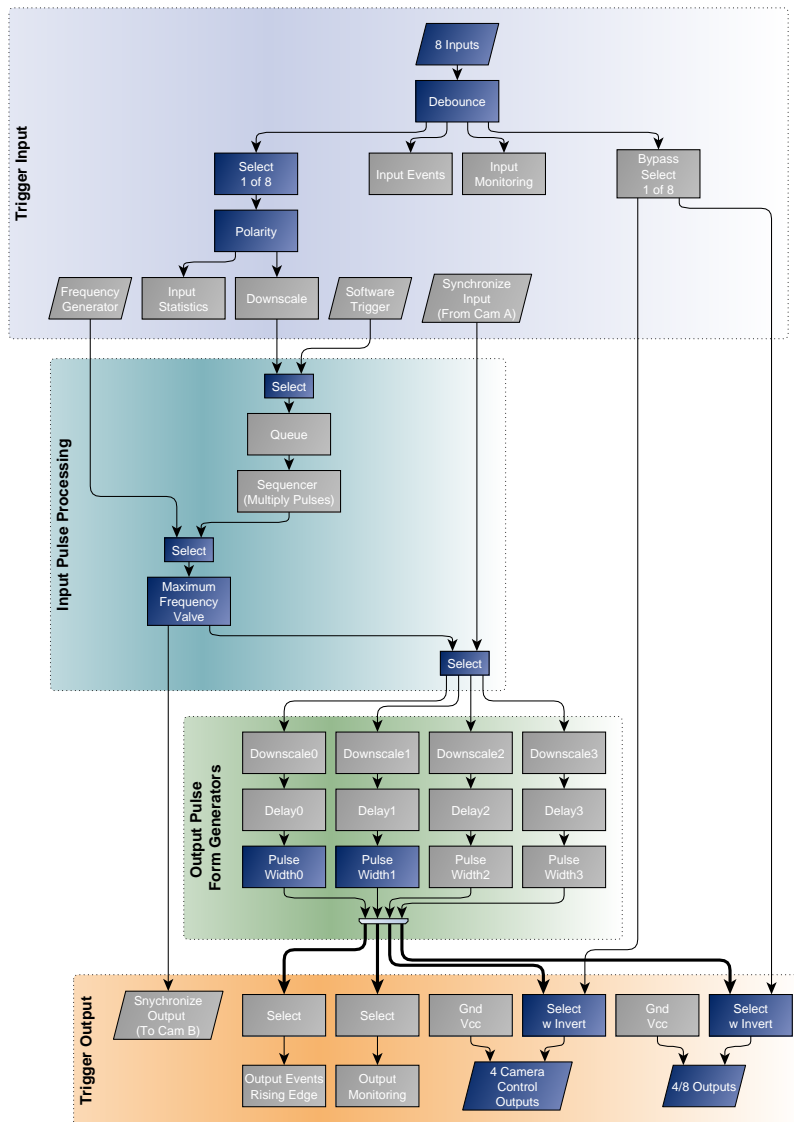 Trigger Input
8 Inputs
Debounce
Select
1 of 8
Input Events
Input
Monitoring
Bypass
Select
1 of 8
Polarity
Frequency
Generator
Input
Statistics
Downscale
Software
Trigger
Synchronize
Input
(From Cam A)
Input Pulse Processing
Select
Queue
Sequencer
(Multiply Pulses)
Select
Maximum
Frequency
Valve
Select
Output Pulse
Form Generators
Downscale0
Downscale1
Downscale2
Downscale3
Delay0
Delay1
Delay2
Delay3
Pulse
Width0
Pulse
Width1
Pulse
Width2
Pulse
Width3
Trigger Output
Snychronize
Output
(To Cam B)
Select
Select
Gnd
Vcc
Select
w Invert
Gnd
Vcc
Select
w Invert
Output Events
Rising Edge
Output
Monitoring
4 Camera
Control
Outputs
4/8 Outputs